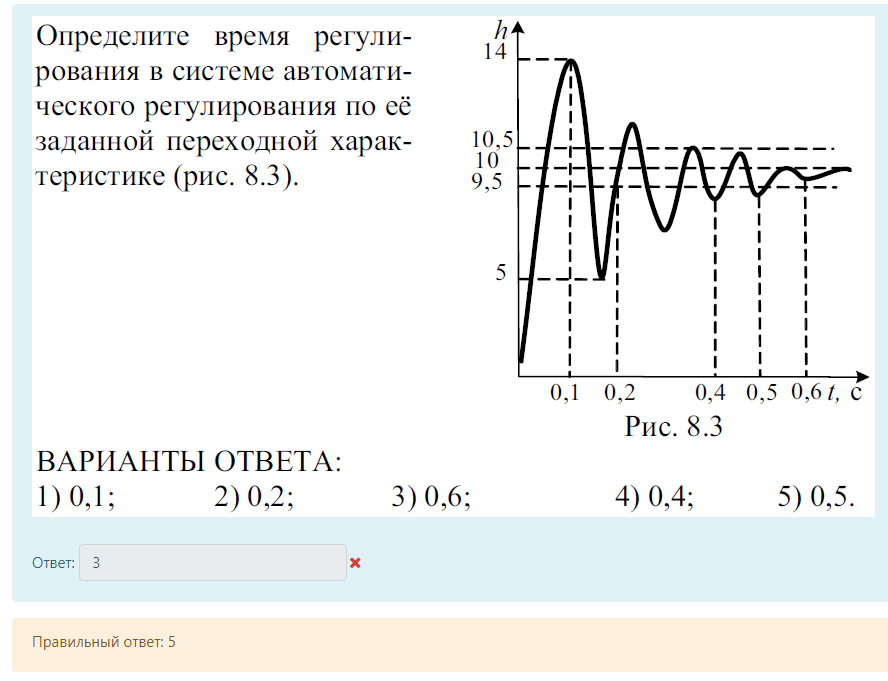 Определите время регули-
рования в системе автомати-
ческого регулирования по её
заданной переходной харак-
теристике (рис. 8.3).
h
14
10,5
10
9,5
5
0,1 0,2 0,4 0,5 0,6 t, с
Рис. 8.3
ВАРИАНТЫ ОТВЕТА:
1) 0,1; 2) 0,2; 3) 0,6; 4) 0,4; 5) 0,5.
Ответ: 3
Правильный ответ: 5